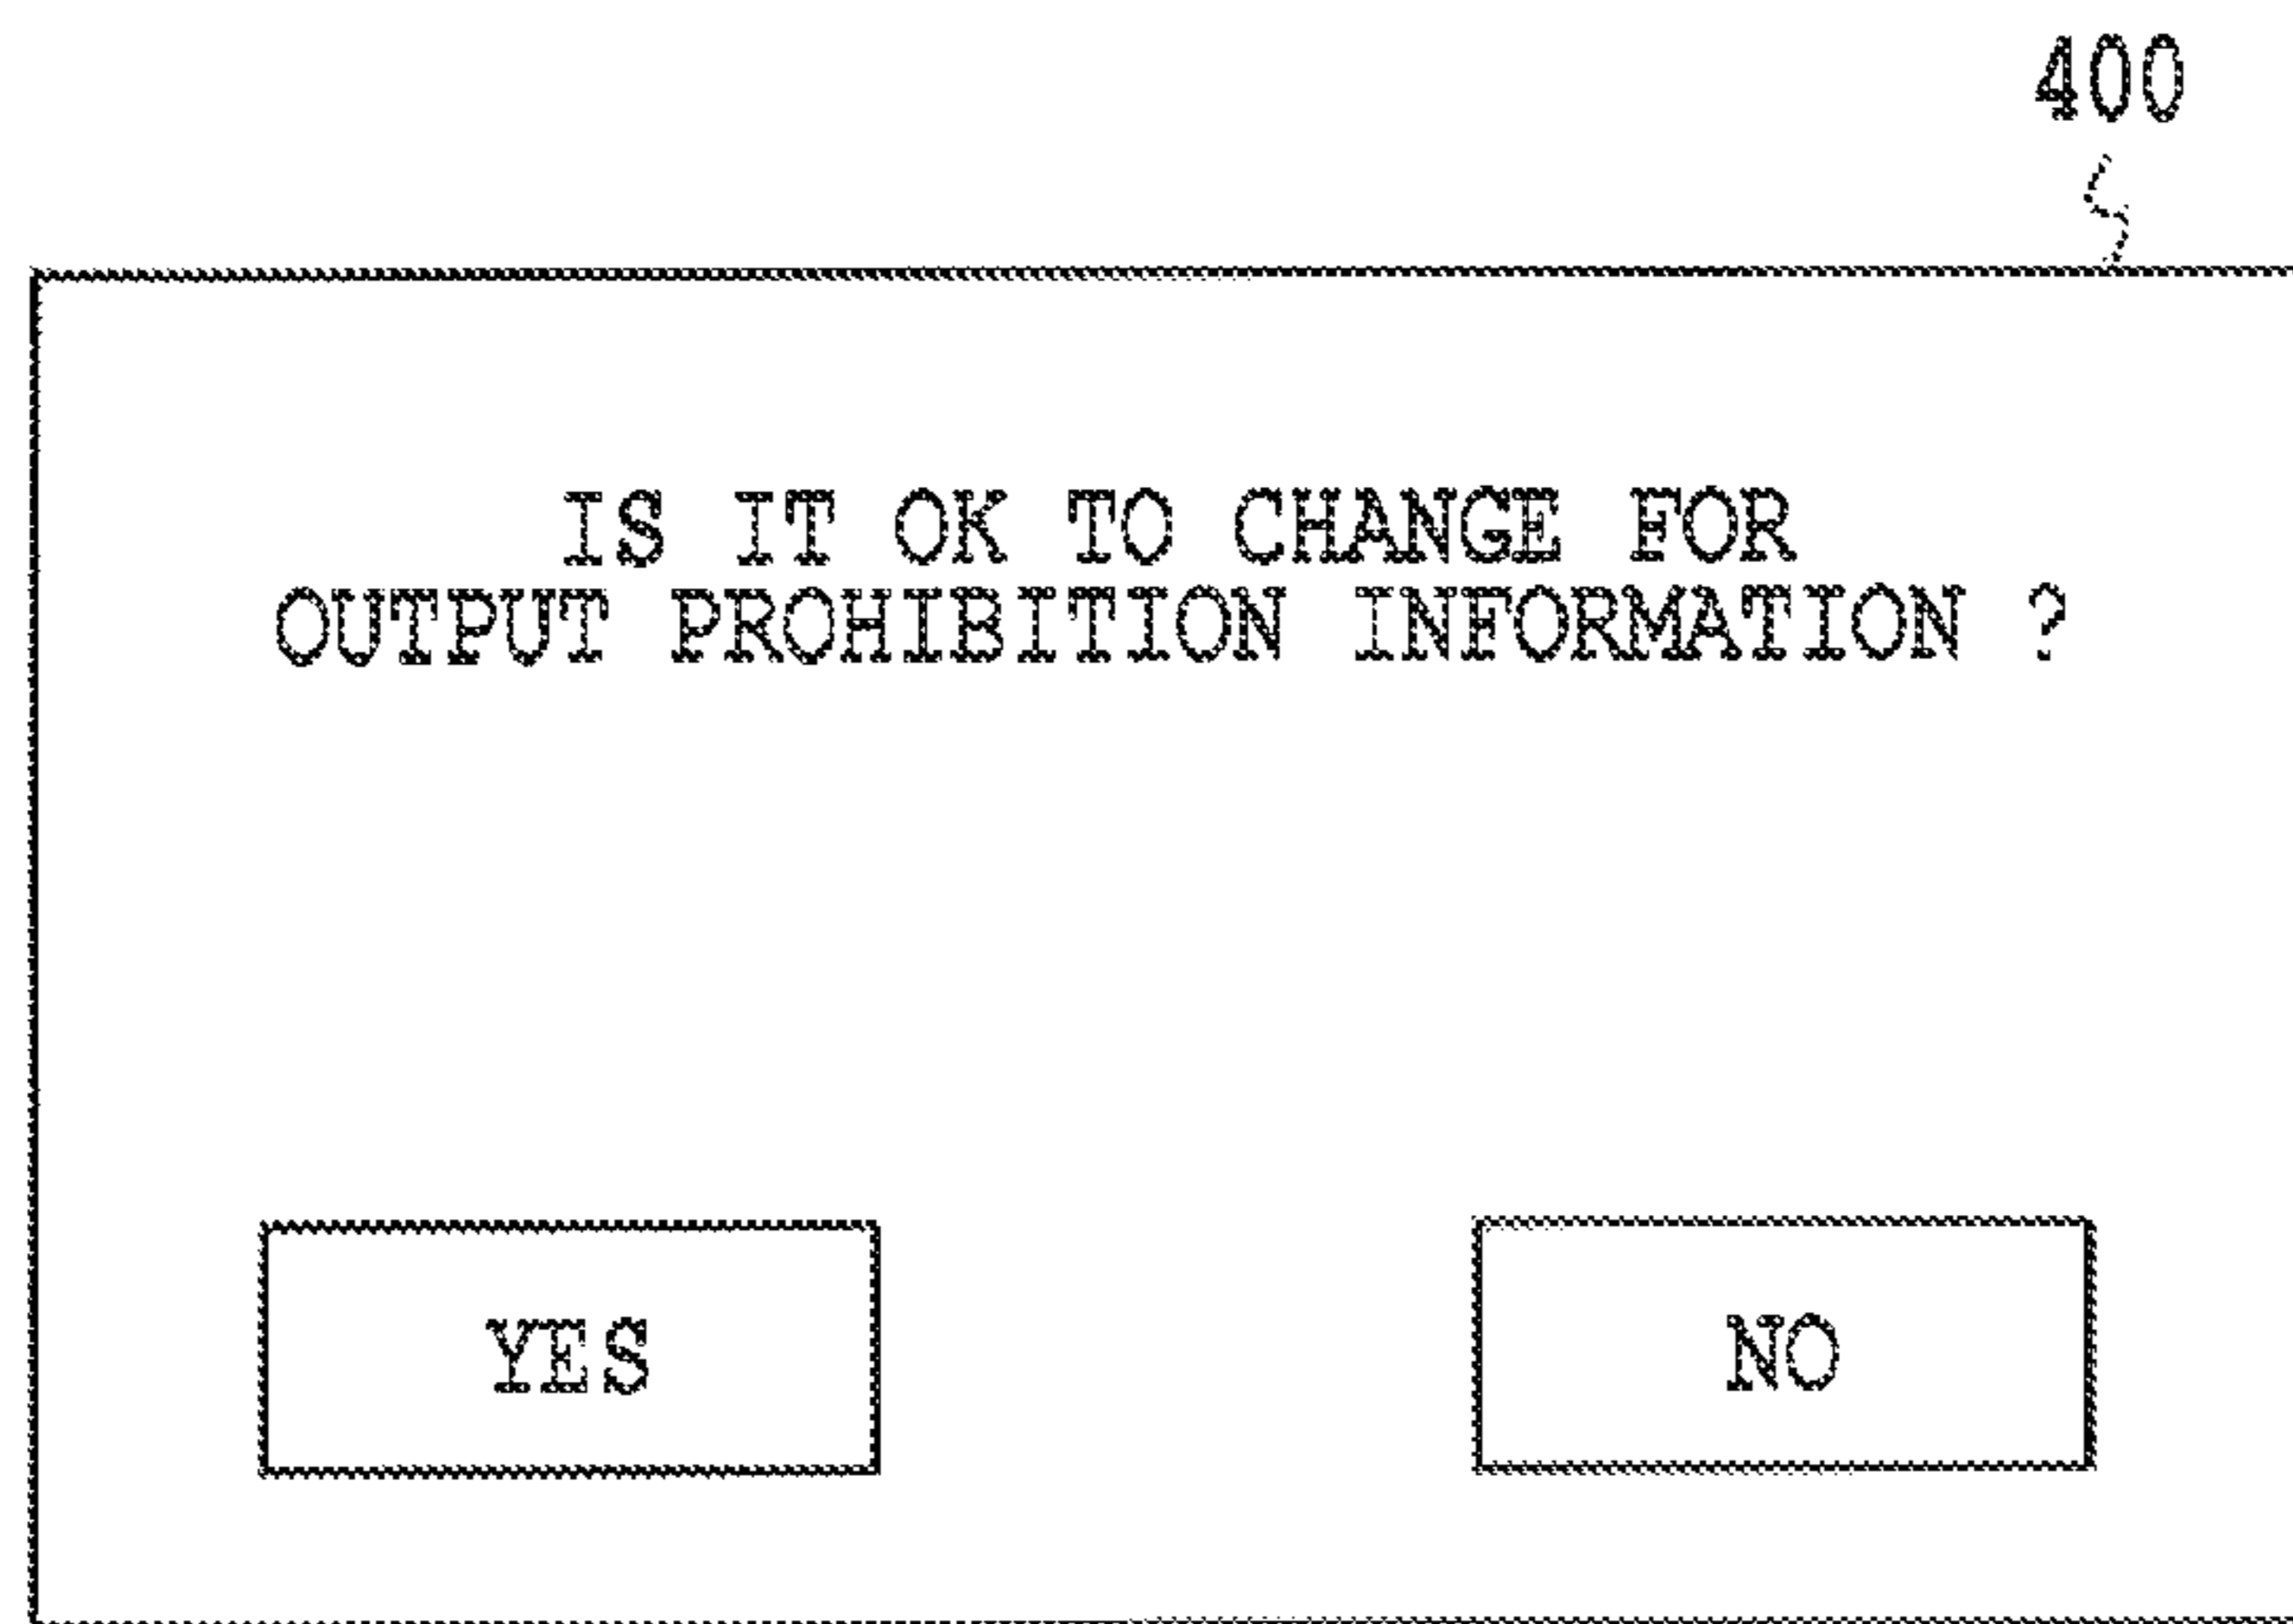 400
IS IT OK TO CHANGE FOR
OUTPUT PROHIBITION INFORMATION ?
YES
NO